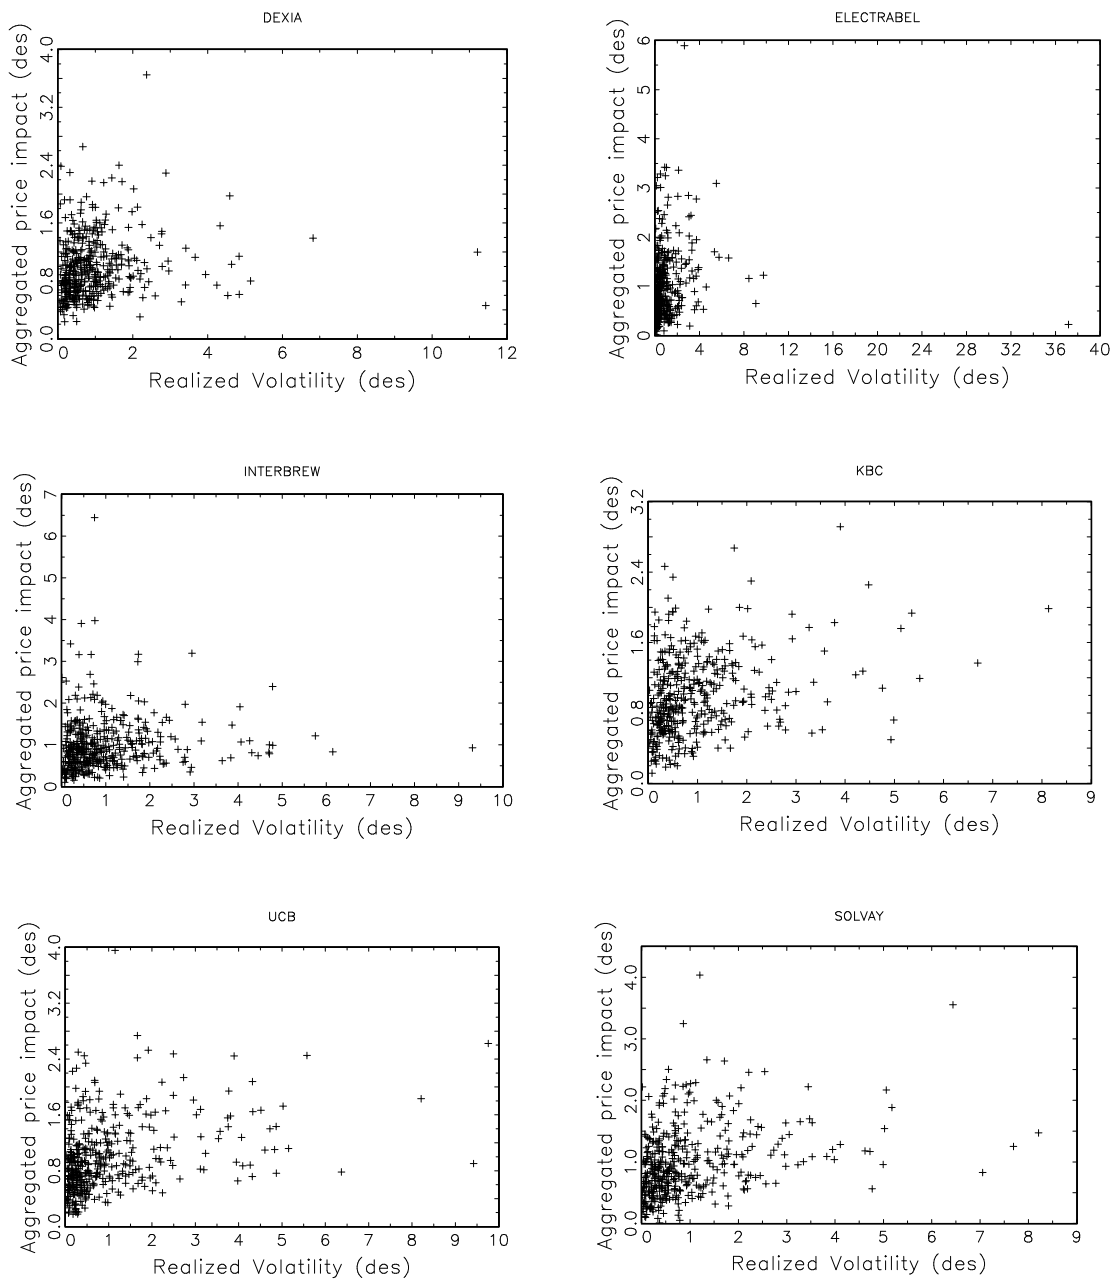 DEXIA
Aggregated price impact (des)
4.0
3.2
2.4
1.6
0.8
0.0
0 2 4 6 8 10 12
Realized Volatility (des)
ELECTRABEL
Aggregated price impact (des)
6
5
4
3
2
1
0
0 4 8 12 16 20 24 28 32 36 40
Realized Volatility (des)
INTERBREW
Aggregated price impact (des)
7
6
5
4
3
2
1
0
0 1 2 3 4 5 6 7 8 9 10
Realized Volatility (des)
KBC
Aggregated price impact (des)
3.2
2.4
1.6
0.8
0.0
0 1 2 3 4 5 6 7 8 9
Realized Volatility (des)
UCB
Aggregated price impact (des)
4.0
3.2
2.4
1.6
0.8
0.0
0 1 2 3 4 5 6 7 8 9 10
Realized Volatility (des)
SOLVAY
Aggregated price impact (des)
4.0
3.0
2.0
1.0
0.0
0 1 2 3 4 5 6 7 8 9
Realized Volatility (des)